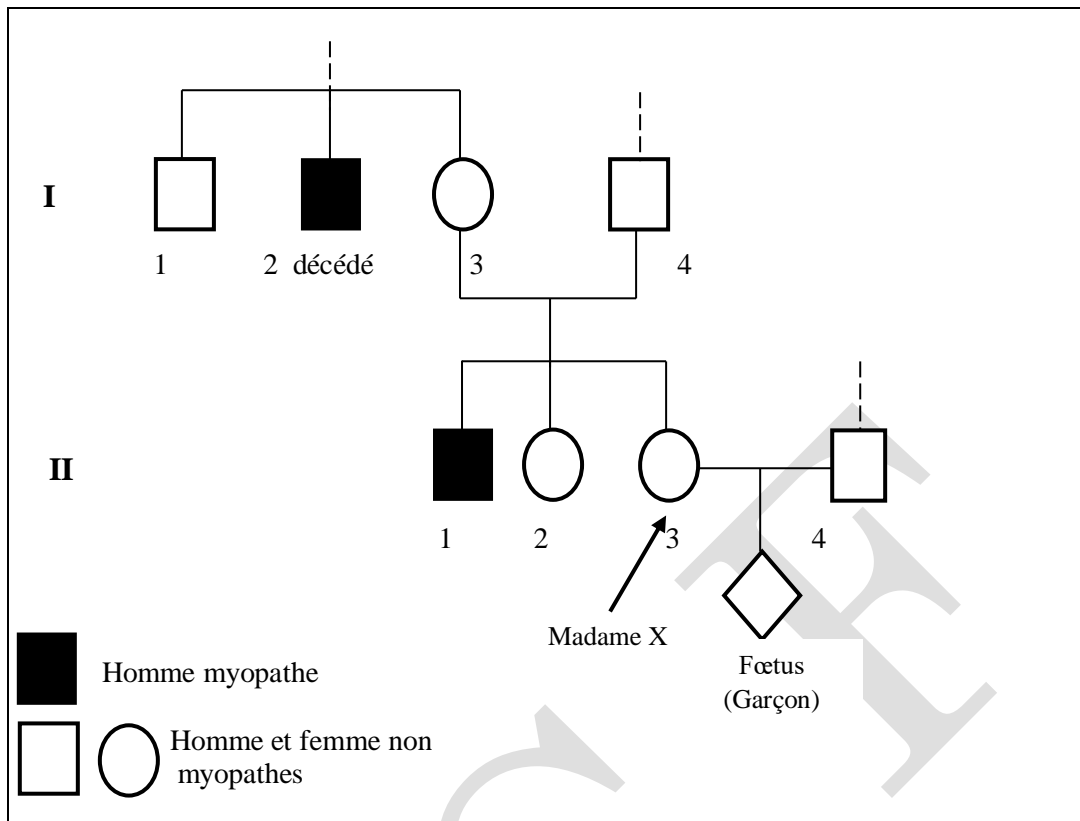 I
1
2 décédé
3
4
II
1
2
3
4
Madame X
Fœtus
(Garçon)
Homme myopathe
Homme et femme non
myopathes